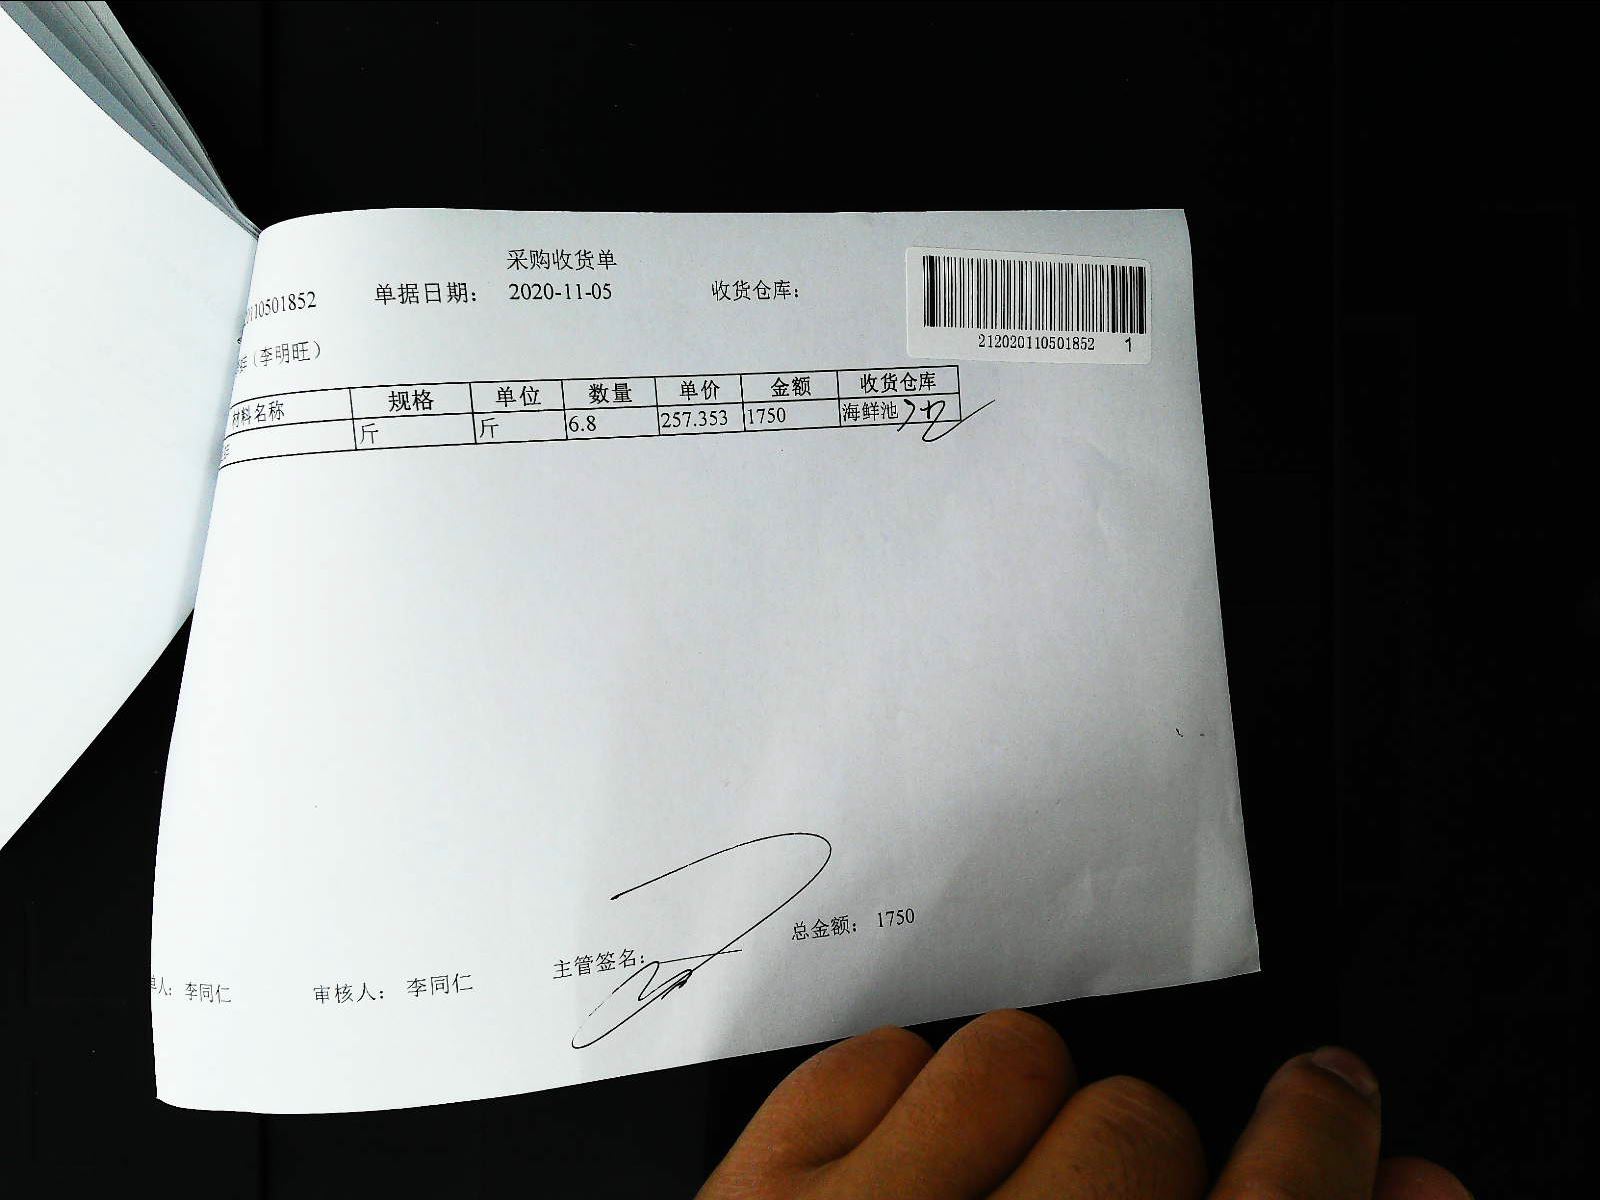 采购收货单
110501852 单据日期： 2020-11-05 收货仓库：
212020110501852 1
（李明旺）
材料名称 规格 单位 数量 单价 金额 收货仓库
斤 斤 6.8 257.353 1750 海鲜池
总金额： 1750
单人： 李同仁 审核人： 李同仁 主管签名：